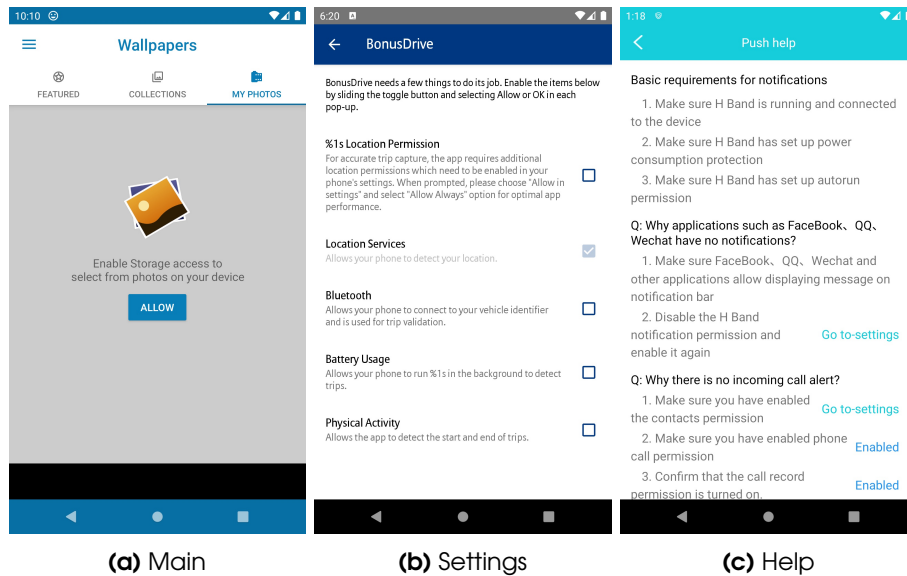 10:10
Wallpapers
FEATURED
COLLECTIONS
MY PHOTOS
Enable Storage access to
select from photos on your device
ALLOW
(a) Main
6:20
BonusDrive
BonusDrive needs a few things to do its job. Enable the items below
by sliding the toggle button and selecting Allow or OK in each
pop-up.
%1s Location Permission
For accurate trip capture, the app requires additional
location permissions which need to be enabled in your
phone's settings. When prompted, please choose "Allow in
settings" and select "Allow Always" option for optimal app
performance.
Location Services
Allows your phone to detect your location.
Bluetooth
Allows your phone to connect to your vehicle identifier
and is used for trip validation.
Battery Usage
Allows your phone to run %1s in the background to detect
trips.
Physical Activity
Allows the app to detect the start and end of trips.
(b) Settings
1:18
Push help
Basic requirements for notifications
1. Make sure H Band is running and connected
to the device
2. Make sure H Band has set up power
consumption protection
3. Make sure H Band has set up autorun
permission
Q: Why applications such as FaceBook、QQ、
Wechat have no notifications?
1. Make sure FaceBook、QQ、Wechat and
other applications allow displaying message on
notification bar
2. Disable the H Band
notification permission and
enable it again
Go to-settings
Q: Why there is no incoming call alert?
1. Make sure you have enabled
the contacts permission
Go to-settings
2. Make sure you have enabled phone
call permission
Enabled
3. Confirm that the call record
permission is turned on.
Enabled
(c) Help